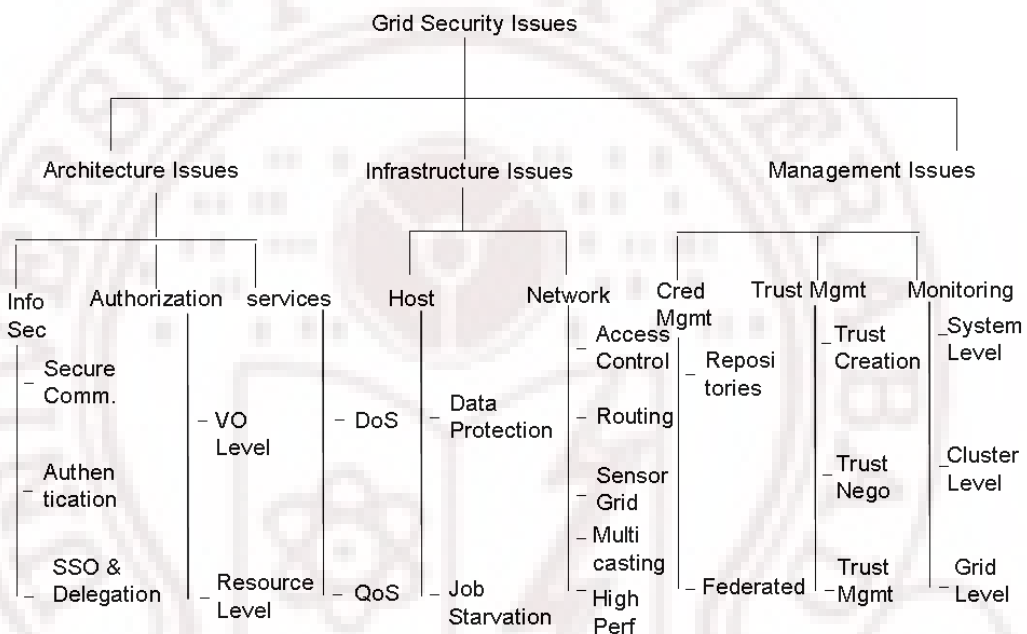 Grid Security Issues
Architecture Issues
Infrastructure Issues
Management Issues
Info
Sec
Authorization
services
Host
Network
Cred
Mgmt
Trust Mgmt
Monitoring
Secure
Comm.
Authen
tication
SSO &
Delegation
VO
Level
Resource
Level
DoS
QoS
Data
Protection
Job
Starvation
Access
Control
Routing
Sensor
Grid
Multi
casting
High
Perf
Reposi
tories
Federated
Trust
Creation
Trust
Nego
Trust
Mgmt
System
Level
Cluster
Level
Grid
Level